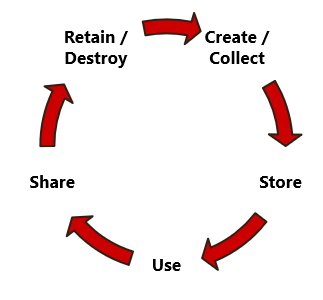 Retain /
Destroy
Create /
Collect
Share
Store
Use